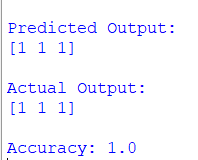 Predicted Output:
[1 1 1]
Actual Output:
[1 1 1]
Accuracy: 1.0